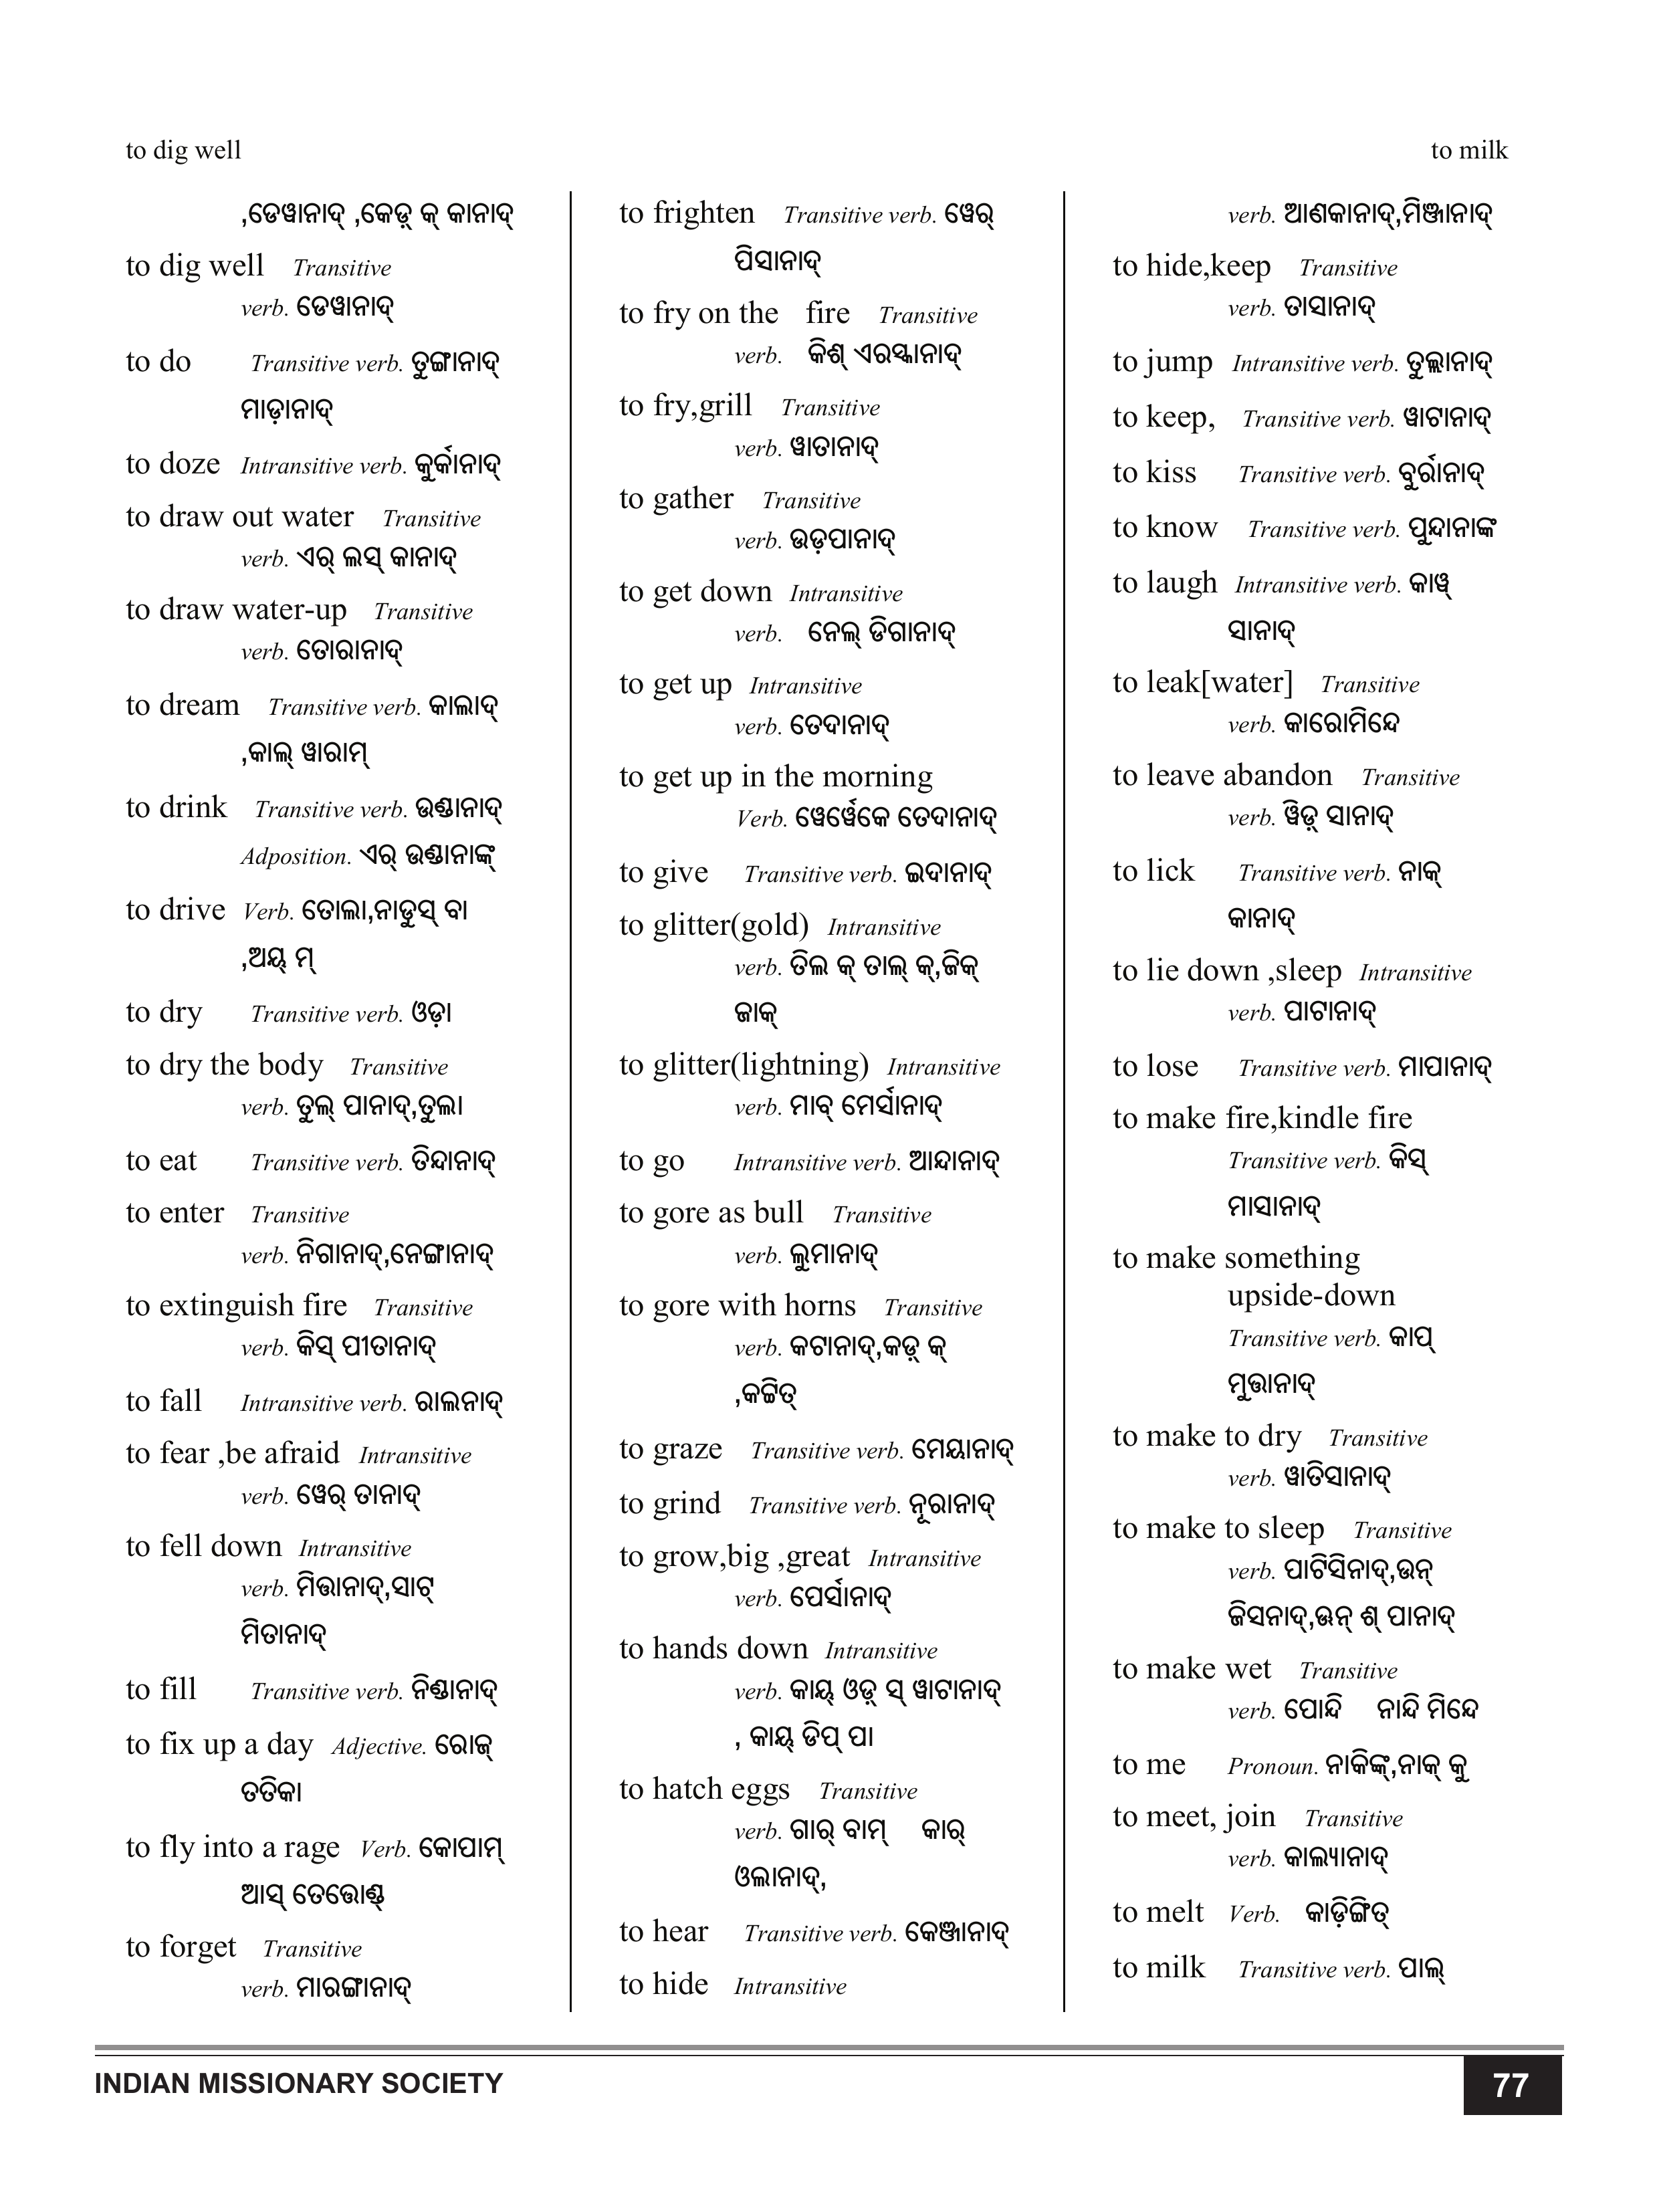 to dig well
to milk
,ଡେୱାନାଦ୍ ,କେଡ଼୍ କ୍ କାନାଦ୍
to dig well Transitive
verb. ଡେୱାନାଦ୍
to do Transitive verb. ତୁଙ୍ଗାନାଦ୍
ମାଡ଼ାନାଦ୍
to doze Intransitive verb. କୁର୍କାନାଦ୍
to draw out water Transitive
verb. ଏର୍ ଲସ୍ କାନାଦ୍
to draw water-up Transitive
verb. ତୋରାନାଦ୍
to dream Transitive verb. କାଲାଦ୍
,କାଲ୍ ୱାରାମ୍
to drink Transitive verb. ଉଣ୍ଡାନାଦ୍
Adposition. ଏର୍ ଉଣ୍ଡାନାଙ୍କ୍
to drive Verb. ତୋଲା,ନାଡୁସ୍ ବା
,ଅୟ୍ ମ୍
to dry Transitive verb. ଓଡ଼ା
to dry the body Transitive
verb. ତୁଲ୍ ପାନାଦ୍,ତୁଲା
to eat Transitive verb. ତିନ୍ଦାନାଦ୍
to enter Transitive
verb. ନିଗାନାଦ୍,ନେଙ୍ଗାନାଦ୍
to extinguish fire Transitive
verb. କିସ୍ ପୀତାନାଦ୍
to fall Intransitive verb. ରାଲନାଦ୍
to fear ,be afraid Intransitive
verb. ୱେର୍ ତାନାଦ୍
to fell down Intransitive
verb. ମିତ୍ତାନାଦ୍,ସାଟ୍
ମିତାନାଦ୍
to fill Transitive verb. ନିଣ୍ଡାନାଦ୍
to fix up a day Adjective. ରୋଜ୍
ତତିକା
to fly into a rage Verb. କୋପାମ୍
ଆସ୍ ତେତ୍ତୋଣ୍ଡ୍
to forget Transitive
verb. ମାରଙ୍ଗାନାଦ୍
to frighten Transitive verb. ୱେର୍
ପିସାନାଦ୍
to fry on the fire Transitive
verb. କିଶ୍ ଏରସ୍କାନାଦ୍
to fry,grill Transitive
verb. ୱାତାନାଦ୍
to gather Transitive
verb. ଉଡ଼ପାନାଦ୍
to get down Intransitive
verb. ନେଲ୍ ଡିଗାନାଦ୍
to get up Intransitive
verb. ତେଦାନାଦ୍
to get up in the morning
Verb. ୱେର୍ୱେକେ ତେଦାନାଦ୍
to give Transitive verb. ଇଦାନାଦ୍
to glitter(gold) Intransitive
verb. ତିଲ କ୍ ତାଲ୍ କ୍,ଜିକ୍
ଜାକ୍
to glitter(lightning) Intransitive
verb. ମାବ୍ ମେର୍ସାନାଦ୍
to go Intransitive verb. ଆନ୍ଦାନାଦ୍
to gore as bull Transitive
verb. ଲୁମାନାଦ୍
to gore with horns Transitive
verb. କଟାନାଦ୍,କଡ଼୍ କ୍
,କଟ୍ଟିତ୍
to graze Transitive verb. ମେୟାନାଦ୍
to grind Transitive verb. ନୂରାନାଦ୍
to grow,big ,great Intransitive
verb. ପେର୍ସାନାଦ୍
to hands down Intransitive
verb. କାୟ୍ ଓଡ଼୍ ସ୍ ୱାଟାନାଦ୍
, କାୟ୍ ଡିପ୍ ପା
to hatch eggs Transitive
verb. ଗାର୍ ବାମ୍ କାର୍
ଓଲାନାଦ୍,
to hear Transitive verb. କେଞ୍ଜାନାଦ୍
to hide Intransitive
verb. ଆଣକାନାଦ୍,ମିଞ୍ଜାନାଦ୍
to hide,keep Transitive
verb. ତାସାନାଦ୍
to jump Intransitive verb. ତୁଲ୍ଲାନାଦ୍
to keep, Transitive verb. ୱାଟାନାଦ୍
to kiss Transitive verb. ବୁର୍ରାନାଦ୍
to know Transitive verb. ପୁନ୍ଦାନାଙ୍କ
to laugh Intransitive verb. କାୱ୍
ସାନାଦ୍
to leak[water] Transitive
verb. କାରୋମିନ୍ଦେ
to leave abandon Transitive
verb. ୱିଡ଼୍ ସାନାଦ୍
to lick Transitive verb. ନାକ୍
କାନାଦ୍
to lie down ,sleep Intransitive
verb. ପାଟାନାଦ୍
to lose Transitive verb. ମାପାନାଦ୍
to make fire,kindle fire
Transitive verb. କିସ୍
ମାସାନାଦ୍
to make something
upside-down
Transitive verb. କାପ୍
ମୁତ୍ତାନାଦ୍
to make to dry Transitive
verb. ୱାତିସାନାଦ୍
to make to sleep Transitive
verb. ପାଟିସିନାଦ୍,ଉନ୍
ଜିସନାଦ୍,ଊନ୍ ଶ୍ ପାନାଦ୍
to make wet Transitive
verb. ପୋନ୍ଦି ନାନ୍ଦି ମିନ୍ଦେ
to me Pronoun. ନାକିଙ୍କ୍,ନାକ୍ କୁ
to meet, join Transitive
verb. କାଲ୍ୟାନାଦ୍
to melt Verb. କାଡ଼ିଙ୍ଗିତ୍
to milk Transitive verb. ପାଲ୍
INDIAN MISSIONARY SOCIETY
77